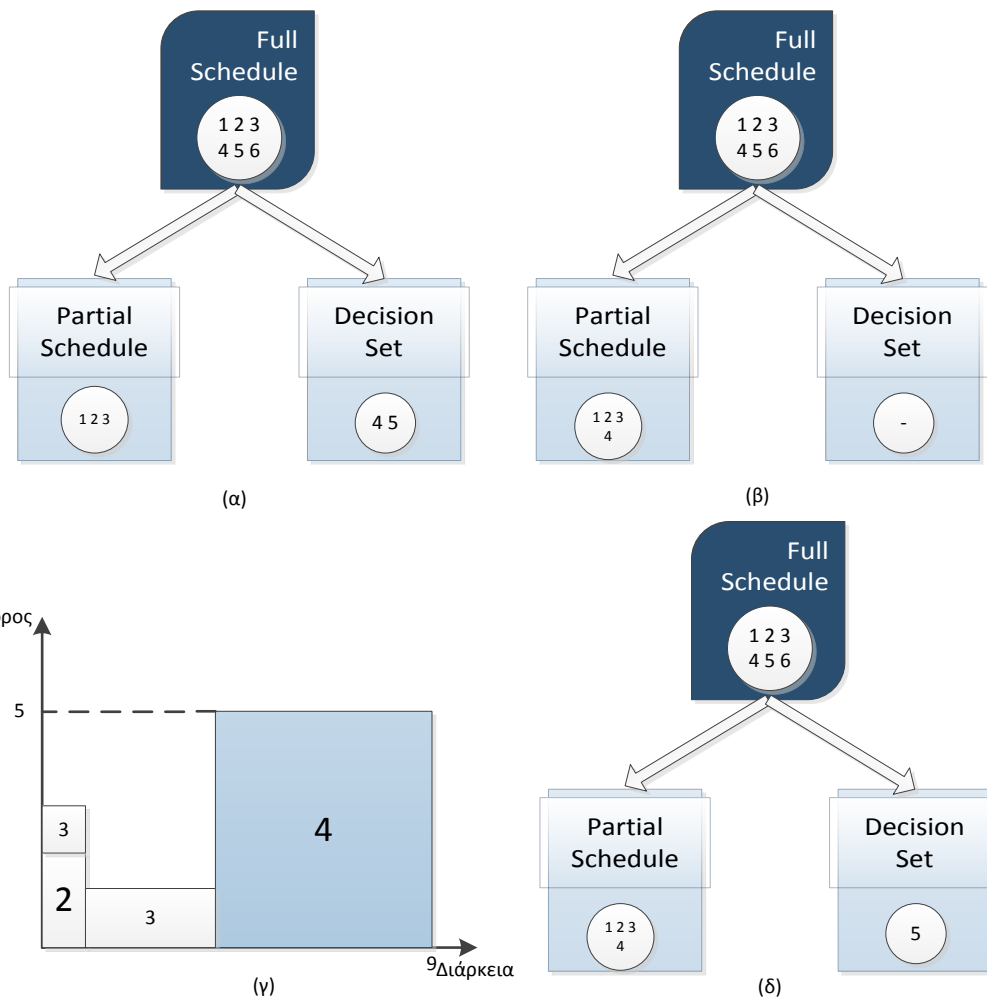 Full
Schedule
1 2 3
4 5 6
Partial
Schedule
1 2 3
Decision
Set
4 5
(α)
Full
Schedule
1 2 3
4 5 6
Partial
Schedule
1 2 3
4
Decision
Set
-
(β)
ρος
5
3
2
3
4
9
Διάρκεια
(γ)
Full
Schedule
1 2 3
4 5 6
Partial
Schedule
1 2 3
4
Decision
Set
5
(δ)